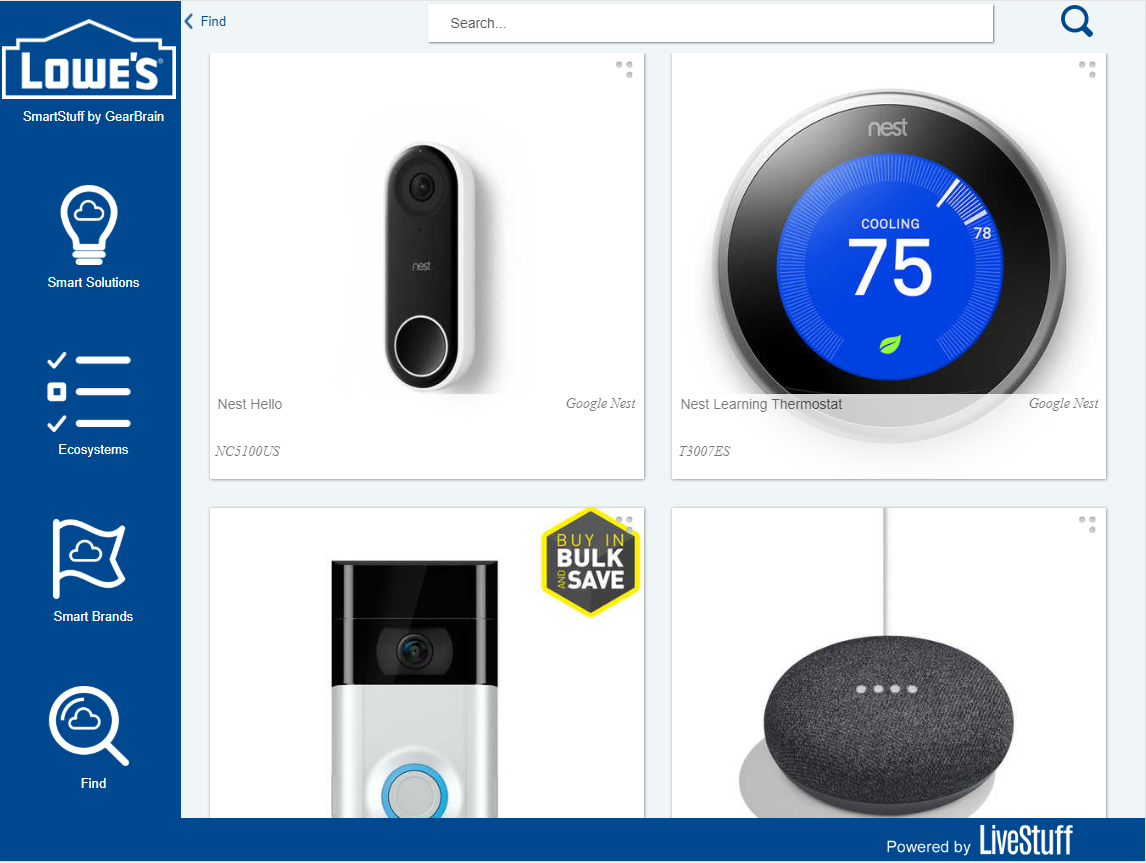 LOWE'S®
SmartStuff by GearBrain
Smart Solutions
Ecosystems
Smart Brands
Find
Find
Search...
nest
Nest Hello
Google Nest
NC5100US
nest
COOLING
75
78
Nest Learning Thermostat
Google Nest
T3007ES
BUY IN
BULK
AND SAVE
Powered by LiveStuff